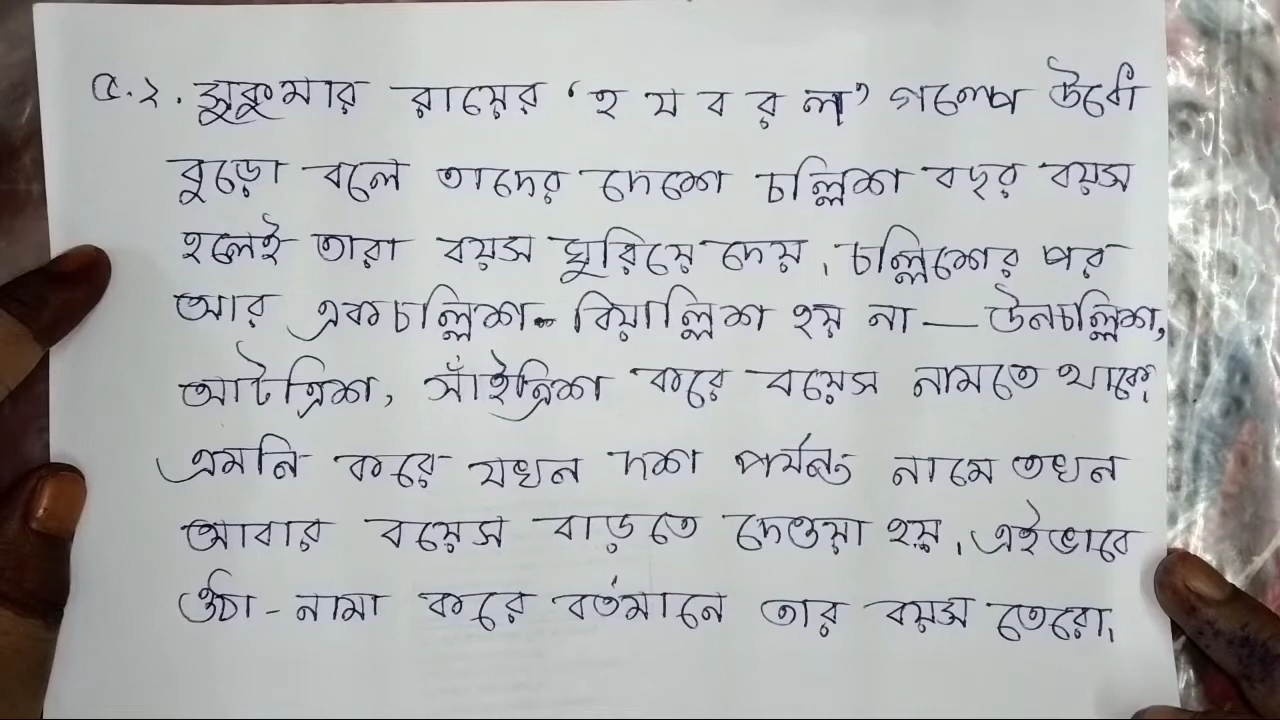 ৫.২. সুকুমার রায়ের 'হ য ব র ল' গল্পে উধো
বুড়ো বলে তাদের দেশে চল্লিশ বছর বয়স
হলেই তারা বয়স ঘুরিয়ে দেয়। চল্লিশের পর
আর একচল্লিশ-বিয়াল্লিশ হয় না — উনচল্লিশ,
আটত্রিশ, সাঁইত্রিশ করে বয়েস নামতে থাকে।
এমনি করে যখন দশ পর্যন্ত নামে তখন
আবার বয়েস বাড়তে দেওয়া হয়। এইভাবে
ওঠা-নামা করে বর্তমানে তার বয়স তেরো।